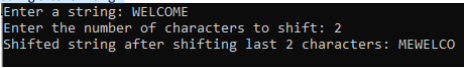 Enter a string: WELCOME
Enter the number of characters to shift: 2
Shifted string after shifting last 2 characters: MEWELCO